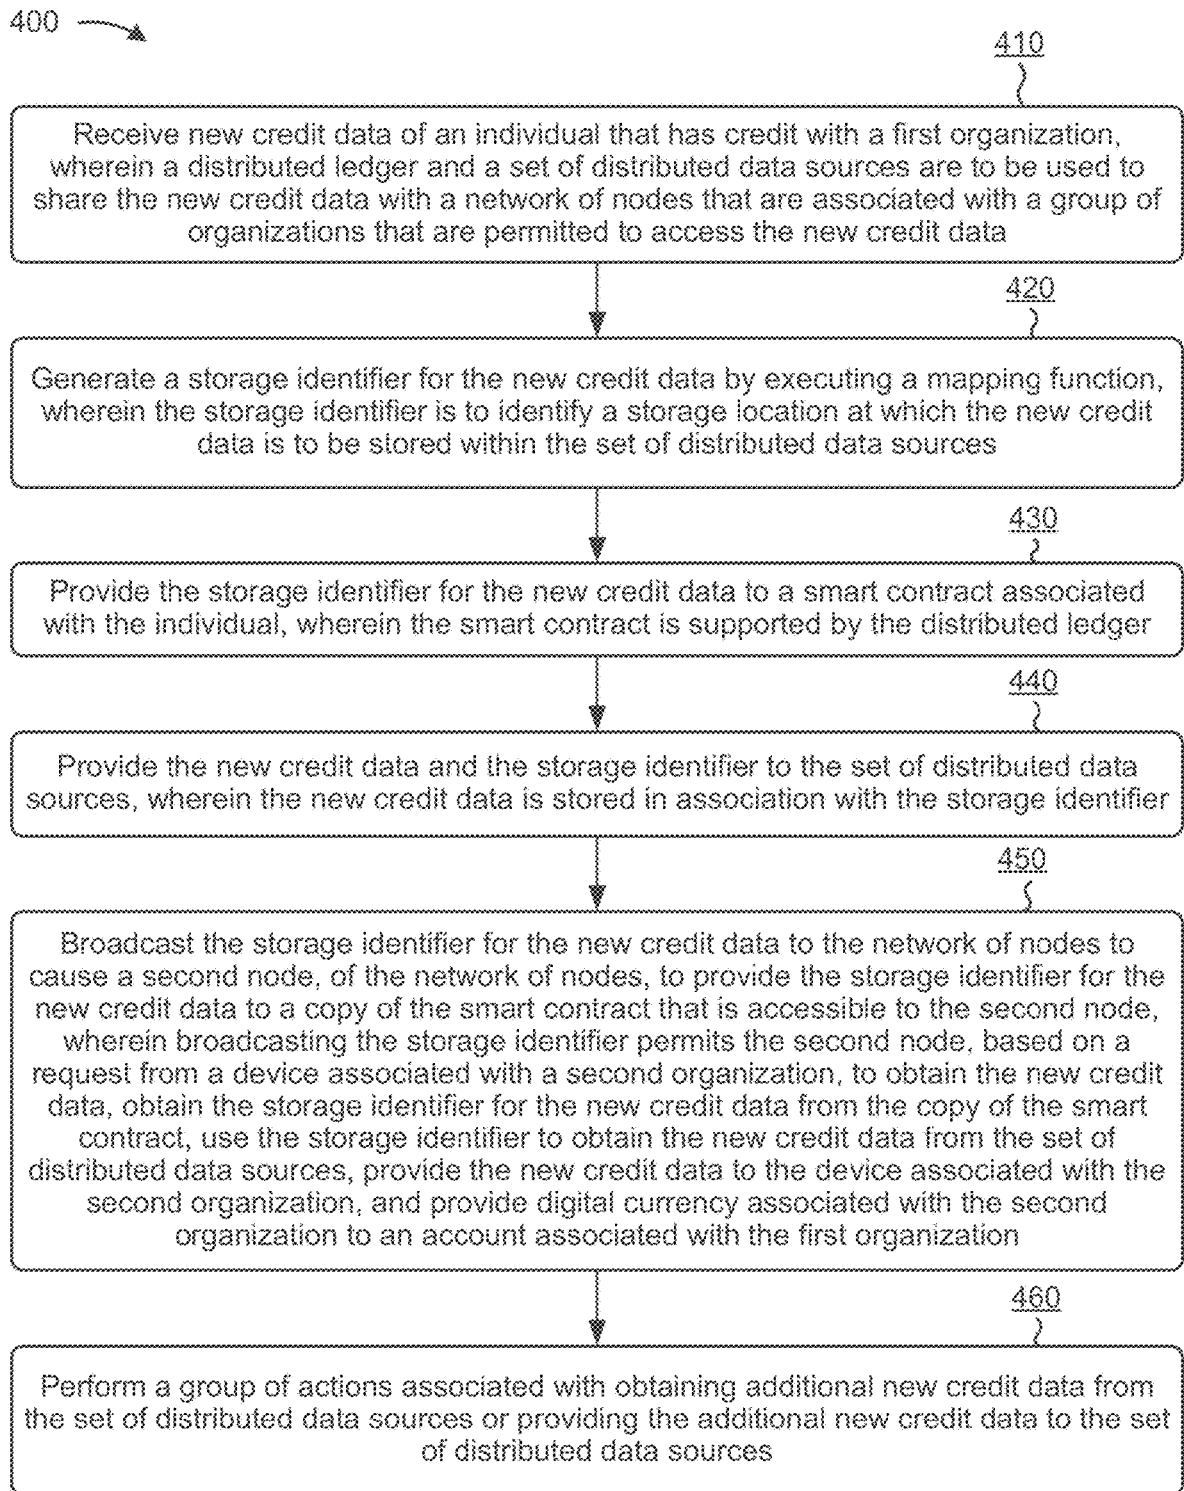 400
410
Receive new credit data of an individual that has credit with a first organization,
wherein a distributed ledger and a set of distributed data sources are to be used to
share the new credit data with a network of nodes that are associated with a group of
organizations that are permitted to access the new credit data
420
Generate a storage identifier for the new credit data by executing a mapping function,
wherein the storage identifier is to identify a storage location at which the new credit
data is to be stored within the set of distributed data sources
430
Provide the storage identifier for the new credit data to a smart contract associated
with the individual, wherein the smart contract is supported by the distributed ledger
440
Provide the new credit data and the storage identifier to the set of distributed data
sources, wherein the new credit data is stored in association with the storage identifier
450
Broadcast the storage identifier for the new credit data to the network of nodes to
cause a second node, of the network of nodes, to provide the storage identifier for the
new credit data to a copy of the smart contract that is accessible to the second node,
wherein broadcasting the storage identifier permits the second node, based on a
request from a device associated with a second organization, to obtain the new credit
data, obtain the storage identifier for the new credit data from the copy of the smart
contract, use the storage identifier to obtain the new credit data from the set of
distributed data sources, provide the new credit data to the device associated with the
second organization, and provide digital currency associated with the second
organization to an account associated with the first organization
460
Perform a group of actions associated with obtaining additional new credit data from
the set of distributed data sources or providing the additional new credit data to the set
of distributed data sources